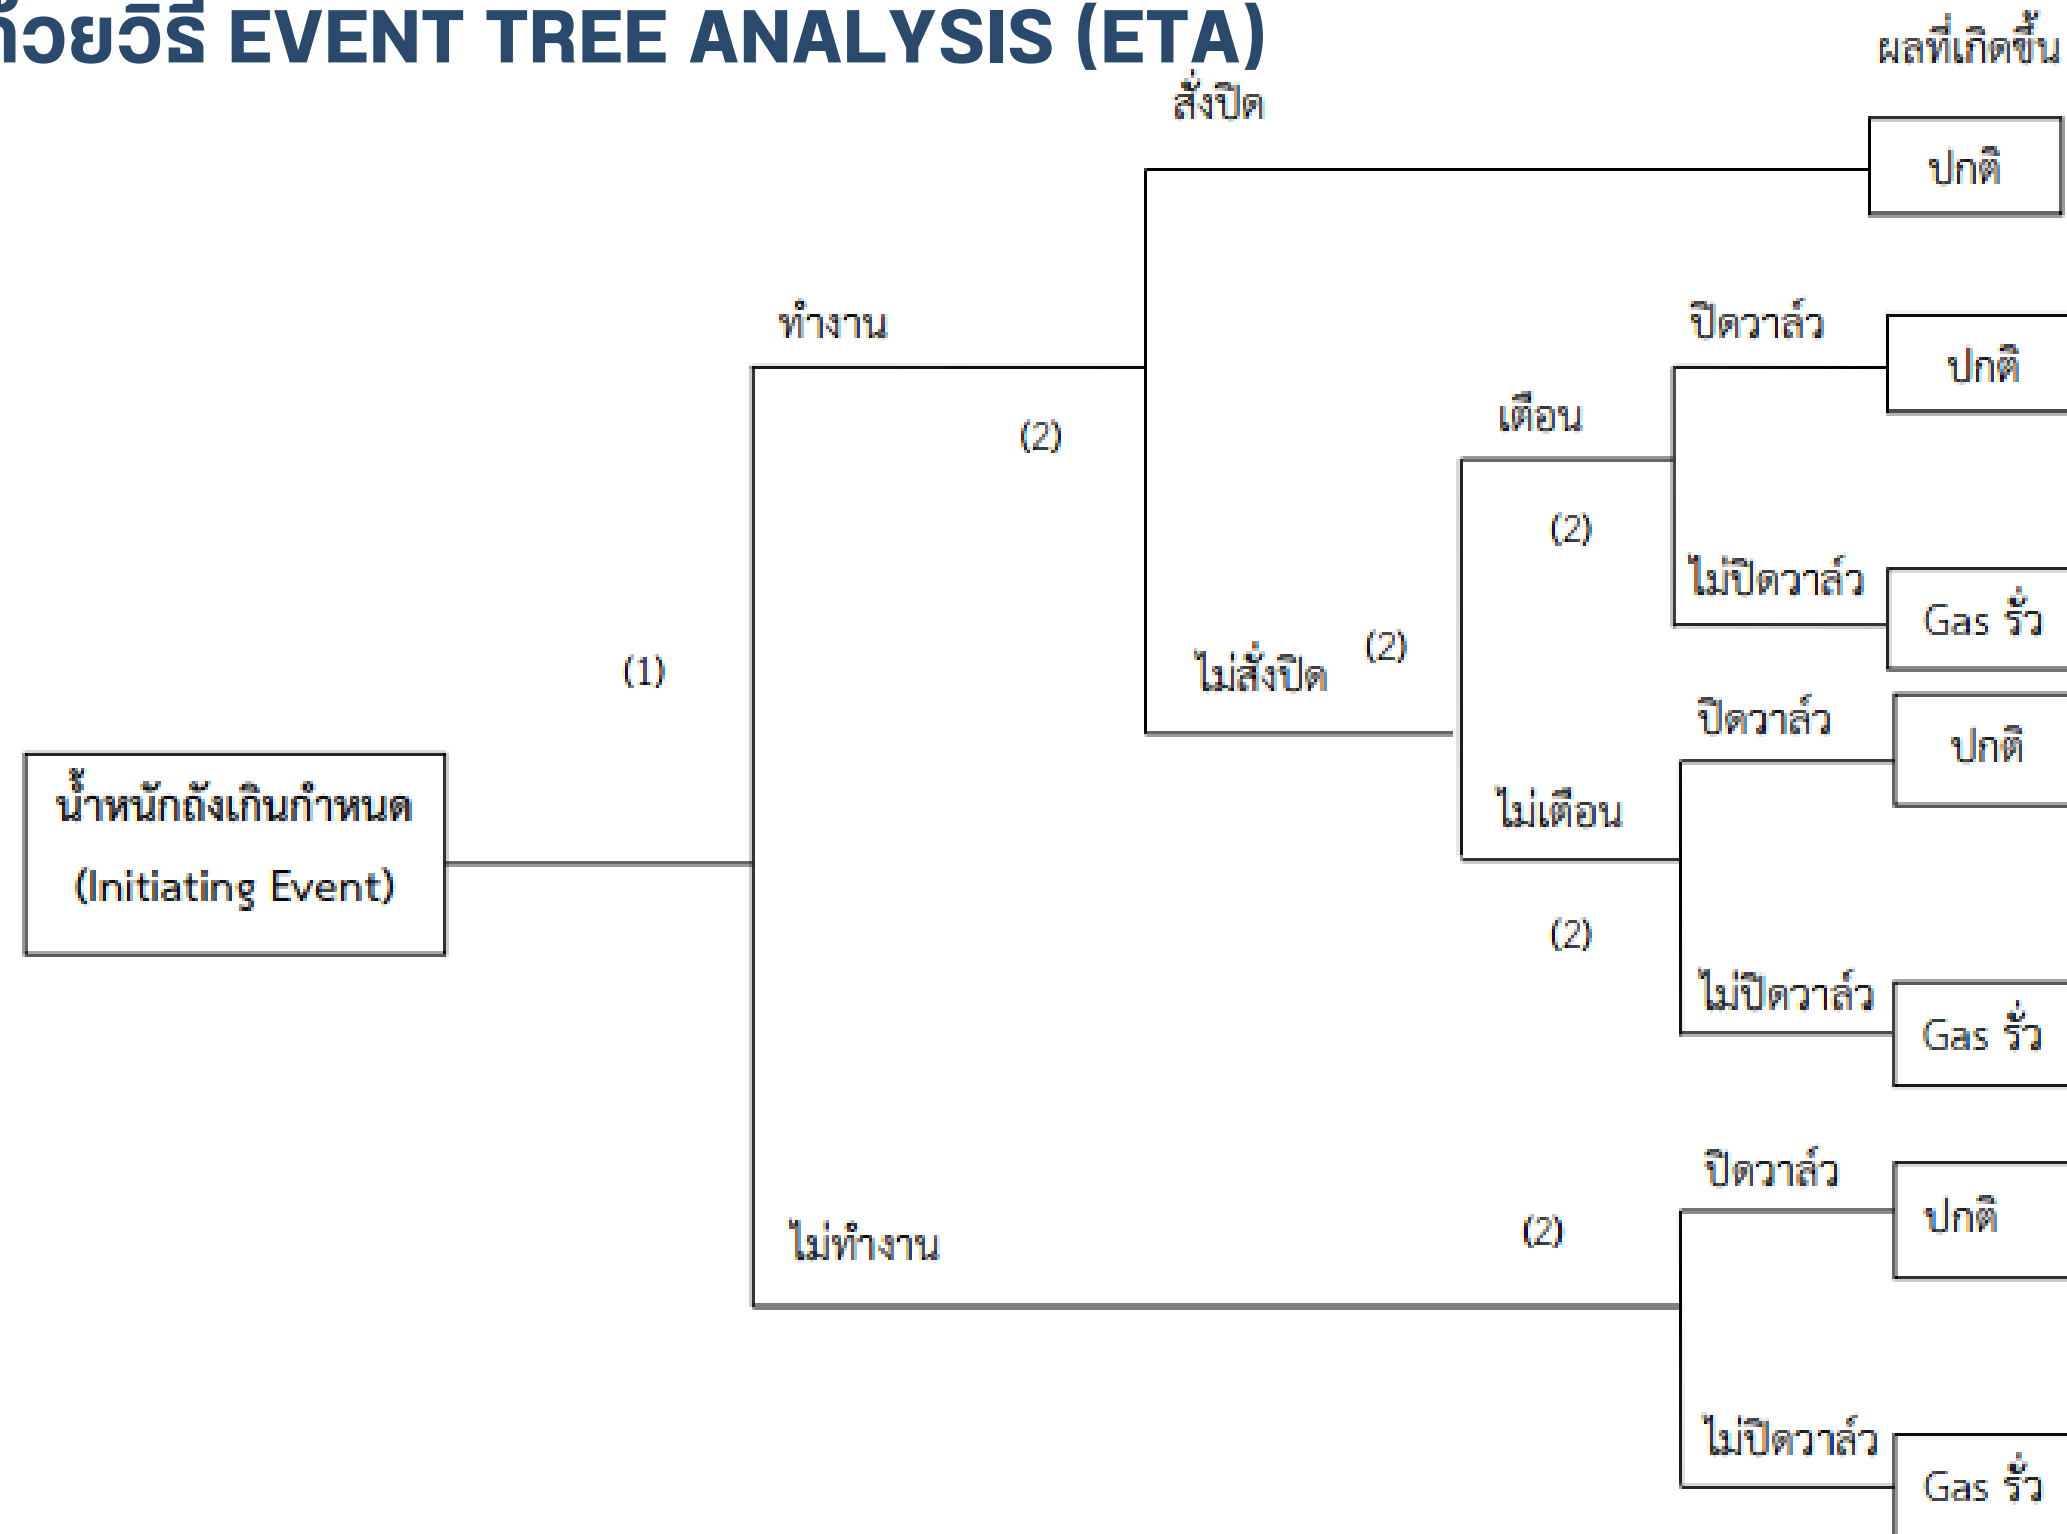 ด้วยวิธี EVENT TREE ANALYSIS (ETA)
ผลที่เกิดขึ้น
สั่งปิด
ปกติ
ทำงาน
ปิดวาล์ว
ปกติ
(2)
เตือน
(2)
ไม่ปิดวาล์ว
Gas รั่ว
(1)
ไม่สั่งปิด
(2)
ปิดวาล์ว
ปกติ
น้ำหนักถังเกินกำหนด
(Initiating Event)
ไม่เตือน
(2)
ไม่ปิดวาล์ว
Gas รั่ว
ปิดวาล์ว
ปกติ
ไม่ทำงาน
(2)
ไม่ปิดวาล์ว
Gas รั่ว